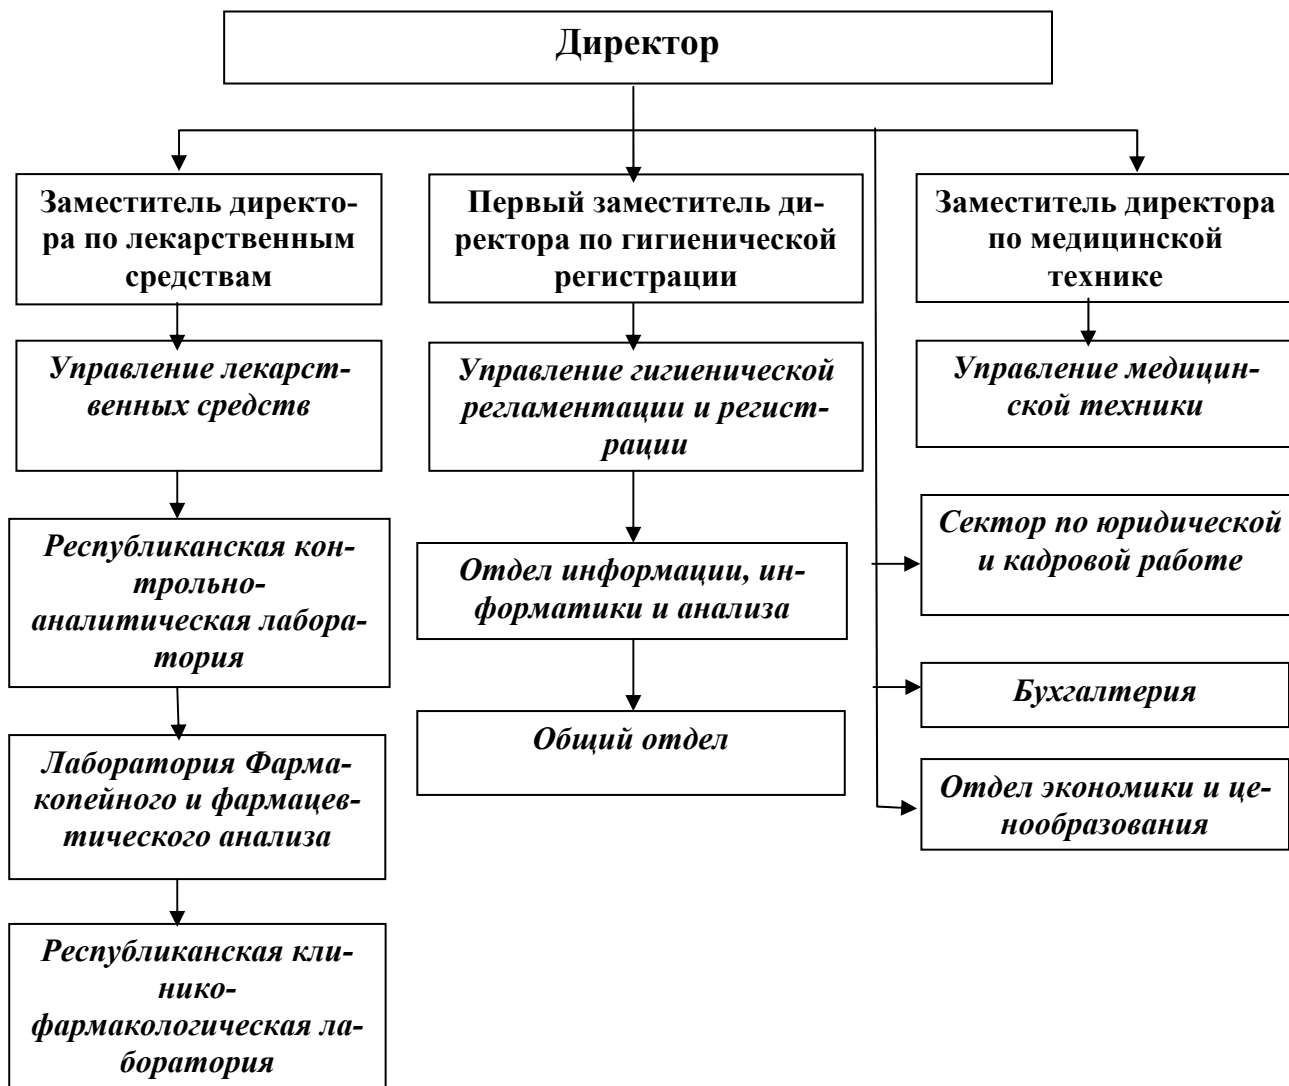 Директор
Заместитель директо-
ра по лекарственным
средствам
Первый заместитель ди-
ректора по гигиенической
регистрации
Заместитель директора
по медицинской
технике
Управление лекарст-
венных средств
Управление гигиенической
регламентации и регист-
рации
Управление медицин-
ской техники
Республиканская кон-
трольно-
аналитическая лабора-
тория
Отдел информации, ин-
форматики и анализа
Сектор по юридической
и кадровой работе
Лаборатория Фарма-
копейного и фармацев-
тического анализа
Общий отдел
Бухгалтерия
Отдел экономики и це-
нообразования
Республиканская кли-
нико-
фармакологическая ла-
боратория